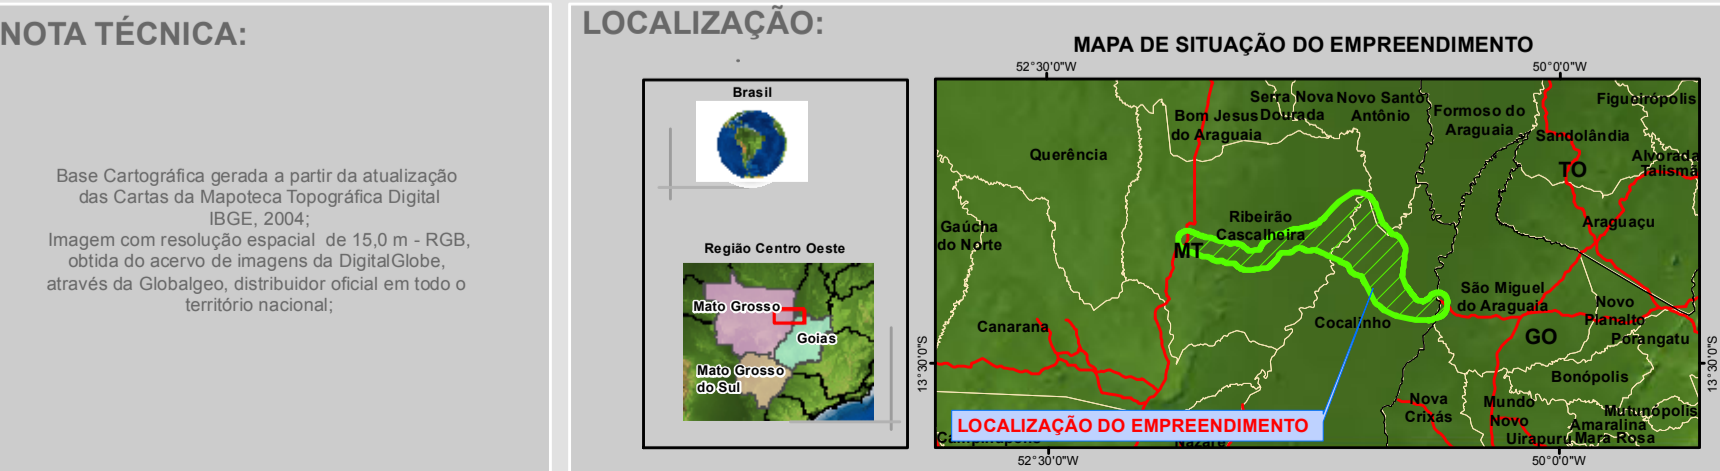 NOTA TÉCNICA:
Base Cartográfica gerada a partir da atualização
das Cartas da Mapoteca Topográfica Digital
IBGE, 2004;
Imagem com resolução espacial de 15,0 m - RGB,
obtida do acervo de imagens da DigitalGlobe,
através da Globalgeo, distribuidor oficial em todo o
território nacional;
LOCALIZAÇÃO:
Brasil
Região Centro Oeste
Mato Grosso
Goias
Mato Grosso
do Sul
MAPA DE SITUAÇÃO DO EMPREENDIMENTO
52°30'0"W
50°0'0"W
Serra Nova
Dourada
Novo Santo
Antônio
Bom Jesus
do Araguaia
Formoso do
Araguaia
Figueirópolis
Sandolândia
Querência
Alvorada
Talismã
TO
Gaúcha
do Norte
Ribeirão
Cascalheira
Araguaçu
MT
São Miguel
do Araguaia
Novo
Planalto
Canarana
Cocalinho
GO
Porangatu
13°30'0"S
13°30'0"S
Bonópolis
Nova
Crixás
Mundo
Novo
Mutunópolis
Amaralina
Uirapuru
Mara Rosa
LOCALIZAÇÃO DO EMPREENDIMENTO
Campinápolis
Nazaré
52°30'0"W
50°0'0"W